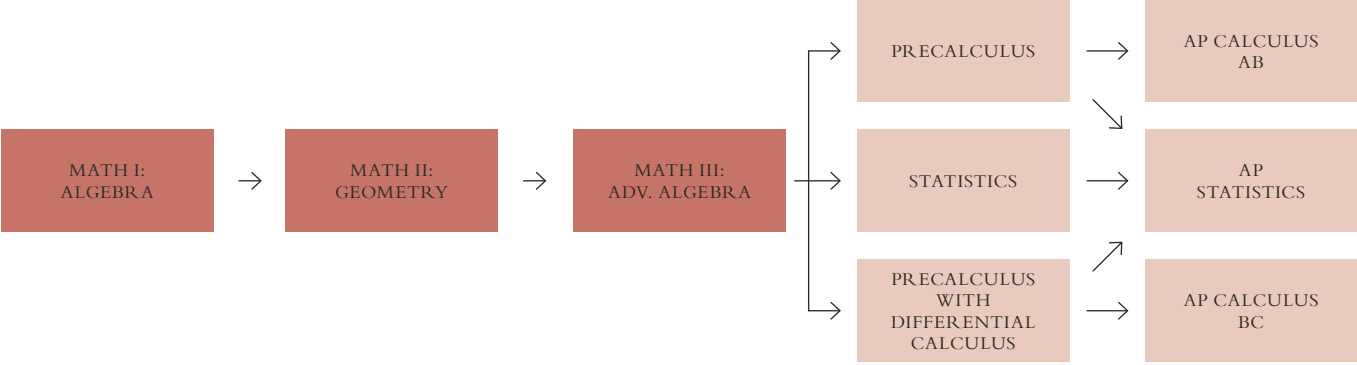 MATH I:
ALGEBRA
MATH II:
GEOMETRY
MATH III:
ADV. ALGEBRA
PRECALCULUS
STATISTICS
PRECALCULUS
WITH
DIFFERENTIAL
CALCULUS
AP CALCULUS
AB
AP
STATISTICS
AP CALCULUS
BC